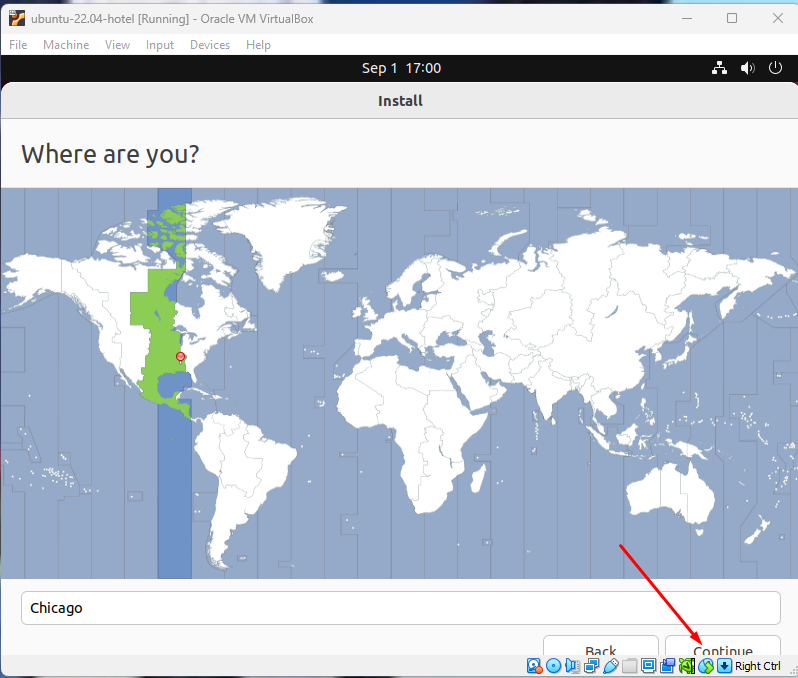 ubuntu-22.04-hotel [Running] - Oracle VM VirtualBox
File Machine View Input Devices Help
Sep 1 17:00
Install
Where are you?
Chicago
Back Continue
Right Ctrl